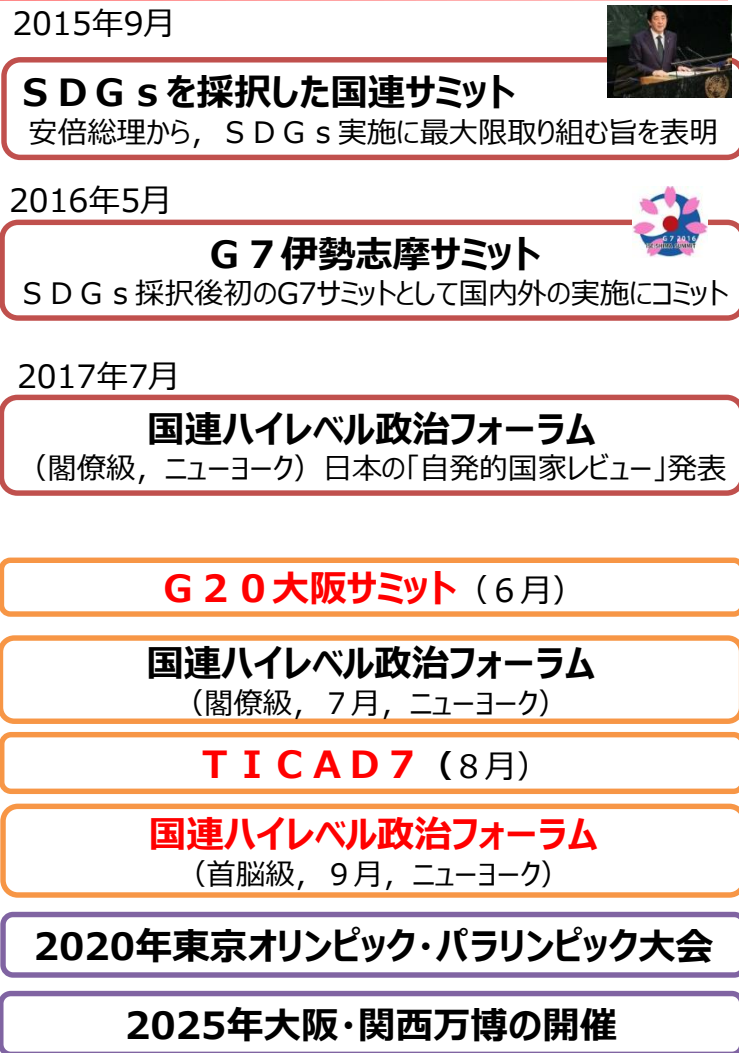 2015年9月
ＳＤＧｓを採択した国連サミット
安倍総理から，ＳＤＧｓ実施に最大限取り組む旨を表明
2016年5月
Ｇ７伊勢志摩サミット
ＳＤＧｓ採択後初のG7サミットとして国内外の実施にコミット
2017年7月
国連ハイレベル政治フォーラム
（閣僚級，ニューヨーク）日本の「自発的国家レビュー」発表
Ｇ２０大阪サミット（６月）
国連ハイレベル政治フォーラム
（閣僚級，７月，ニューヨーク）
ＴＩＣＡＤ７（８月）
国連ハイレベル政治フォーラム
（首脳級，９月，ニューヨーク）
2020年東京オリンピック・パラリンピック大会
2025年大阪・関西万博の開催